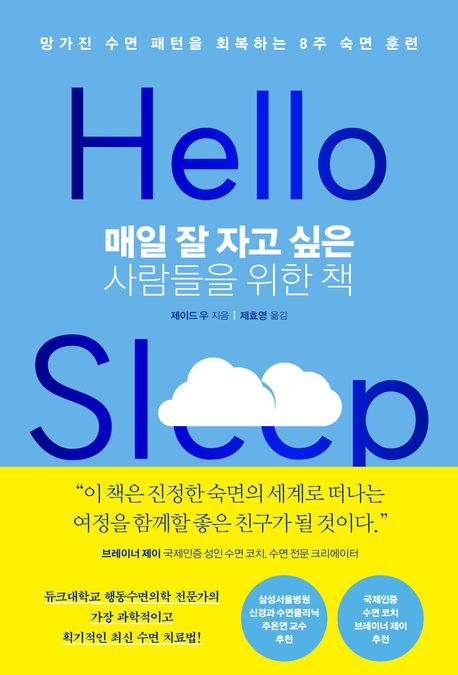 망가진 수면 패턴을 회복하는 8주 숙면 훈련
Hello
매일 잘 자고 싶은
사람들을 위한 책
제이드 우 지음 | 제효영 옮김
Sleep
“이 책은 진정한 숙면의 세계로 떠나는
여정을 함께할 좋은 친구가 될 것이다.”
브레이너 제이 국제인증 성인 수면 코치, 수면 전문 크리에이터
듀크대학교 행동수면의학 전문가의
가장 과학적이고
획기적인 최신 수면 치료법!
삼성서울병원
신경과 수면클리닉
주은연 교수
추천
국제인증
수면 코치
브레이너 제이
추천